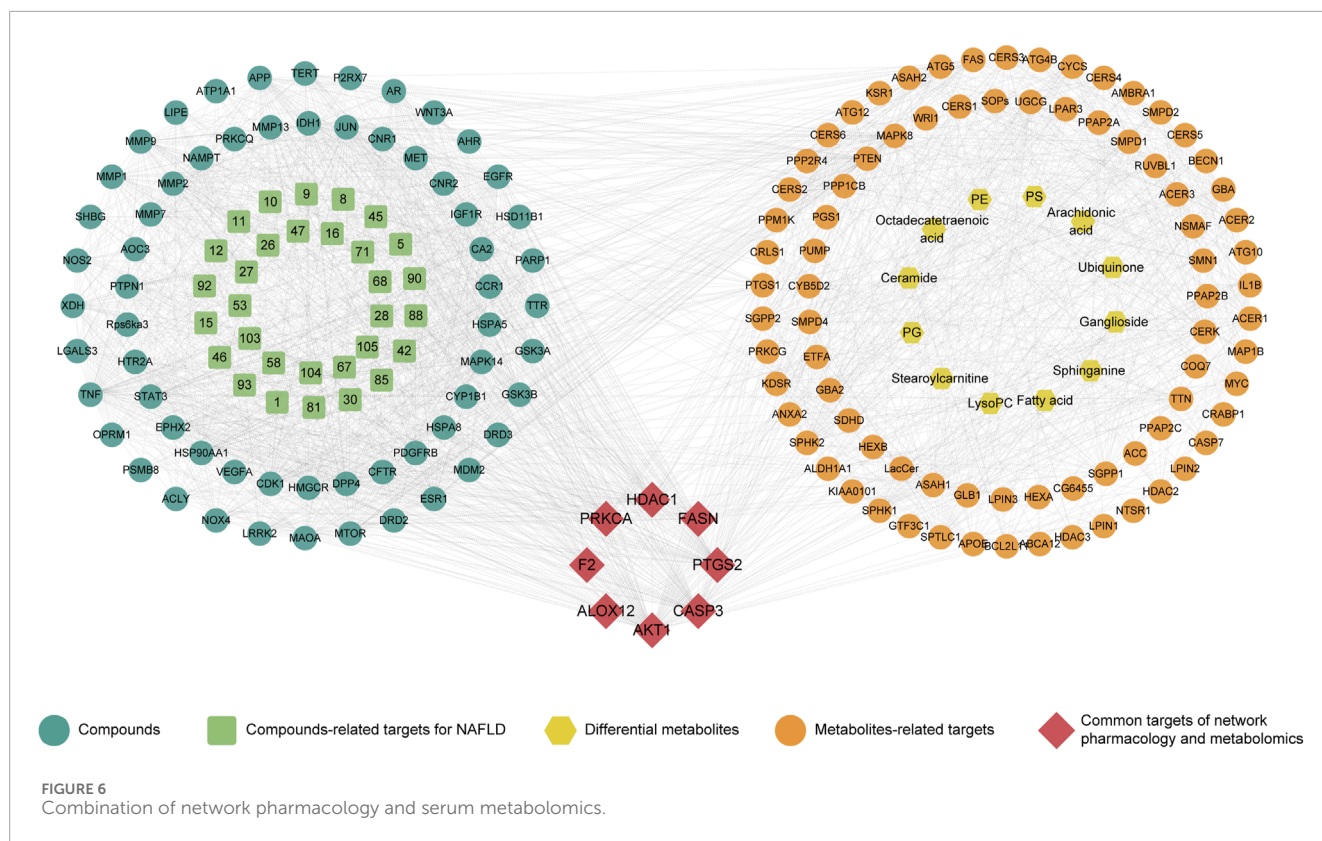 TERT
APP
P2RX7
ATP1A1
AR
LIPE
WNT3A
MMP9
AHR
MMP1
EGFR
SHBG
HSD11B1
NOS2
PARP1
XDH
TTR
LGALS3
GSK3A
TNF
GSK3B
OPRM1
DRD3
PSMB8
MDM2
ACLY
ESR1
NOX4
DRD2
LRRK2
MAOA
MTOR
IDH1
JUN
MMP13
PRKCQ
CNR1
NAMPT
MET
MMP2
CNR2
MMP7
IGF1R
AOC3
CA2
PTPN1
CCR1
Rps6ka3
HSPA5
HTR2A
MAPK14
STAT3
CYP1B1
EPHX2
HSPA8
HSP90AA1
PDGFRB
VEGFA
CFTR
CDK1
HMGCR
DPP4
9
10
8
11
45
12
5
92
90
15
88
46
42
93
85
1
81
30
47
16
26
71
27
68
53
28
103
105
58
104
67
HDAC1
PRKCA
FASN
F2
PTGS2
ALOX12
CASP3
AKT1
CERS3
FAS
ATG4B
ATG5
CYCS
ASAH2
CERS4
KSR1
AMBRA1
ATG12
SMPD2
CERS6
CERS5
PPP2R4
BECN1
CERS2
GBA
PPM1K
ACER2
CRLS1
ATG10
PTGS1
IL1B
SGPP2
ACER1
PRKCG
MAP1B
KDSR
MYC
ANXA2
CRABP1
SPHK2
CASP7
ALDH1A1
LPIN2
KIAA0101
HDAC2
SPHK1
NTSR1
GTF3C1
LPIN1
SPTLC1
HDAC3
APOE
BCL2L1
ABCA12
SOPs
UGCG
CERS1
LPAR3
WRI1
PPAP2A
MAPK8
SMPD1
PTEN
RUVBL1
PPP1CB
ACER3
PGS1
NSMAF
PUMP
SMN1
CYB5D2
PPAP2B
SMPD4
CERK
ETFA
COQ7
GBA2
TTN
SDHD
PPAP2C
HEXB
ACC
LacCer
SGPP1
ASAH1
CG6455
GLB1
LPIN3
HEXA
PE
PS
Octadecatetraenoic
acid
Arachidonic
acid
Ceramide
Ubiquinone
PG
Ganglioside
Stearoylcarnitine
Sphinganine
LysoPC
Fatty acid
Compounds
Compounds-related targets for NAFLD
Differential metabolites
Metabolites-related targets
Common targets of network
pharmacology and metabolomics
FIGURE 6
Combination of network pharmacology and serum metabolomics.